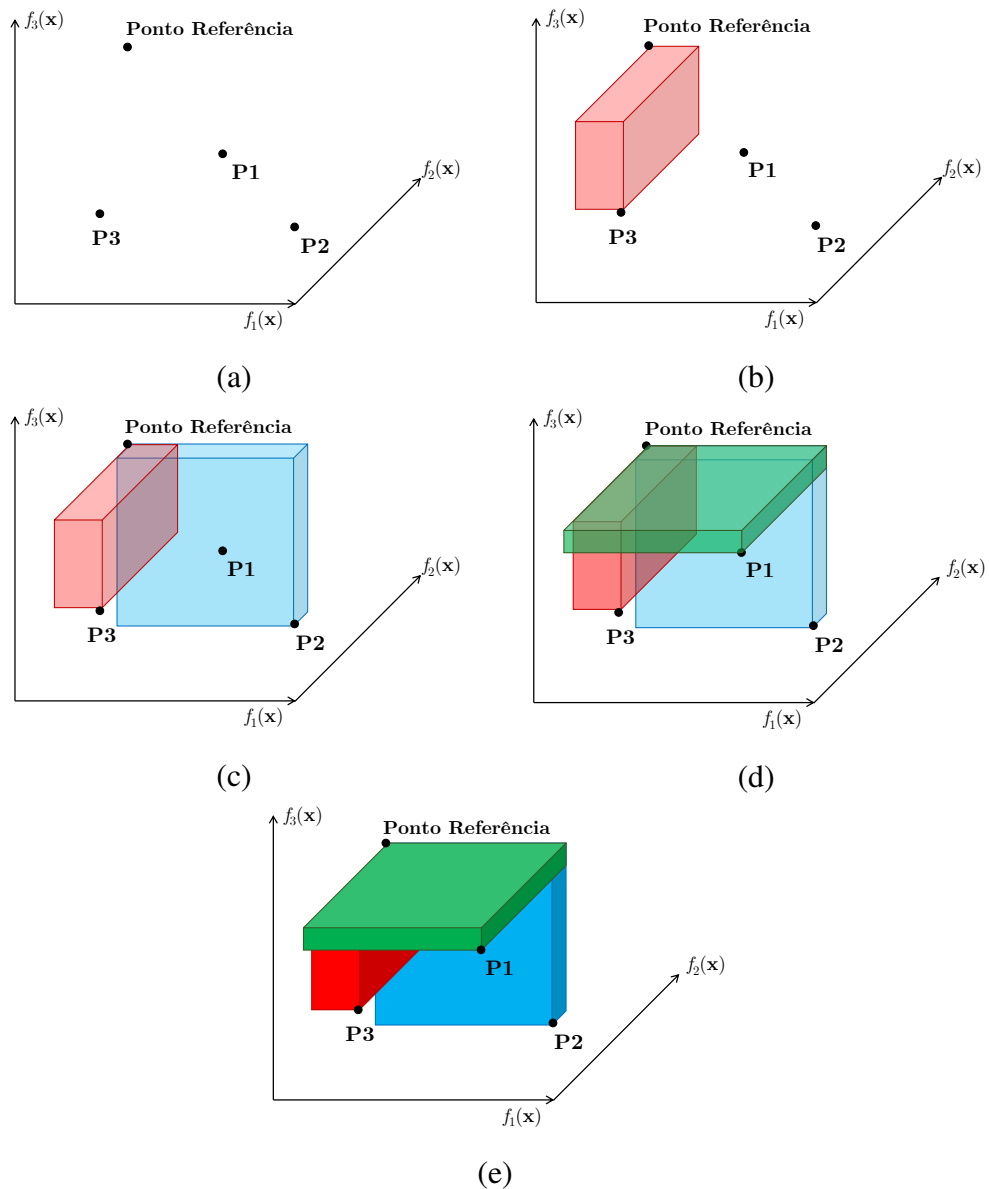 f₃(x)
Ponto Referência
P1
f₂(x)
P3
P2
f₁(x)
(a)
f₃(x)
Ponto Referência
P1
f₂(x)
P3
P2
f₁(x)
(b)
f₃(x)
Ponto Referência
P1
f₂(x)
P3
P2
f₁(x)
(c)
f₃(x)
Ponto Referência
P1
f₂(x)
P3
P2
f₁(x)
(d)
f₃(x)
Ponto Referência
P1
f₂(x)
P3
P2
f₁(x)
(e)